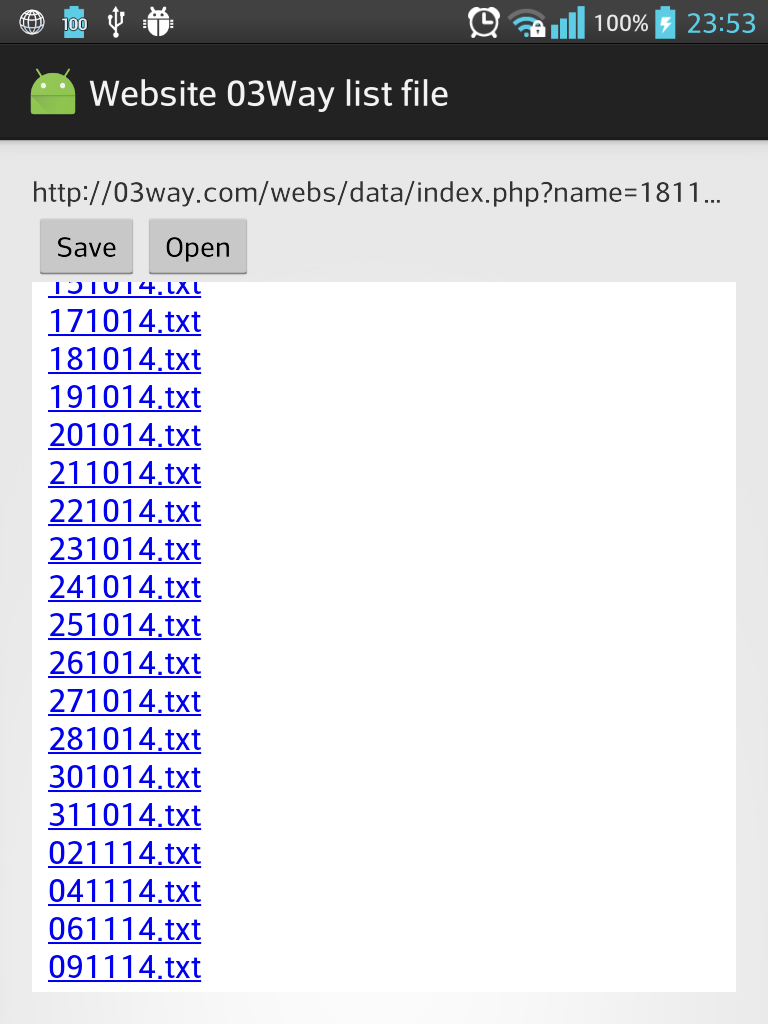 100 100% 23:53
Website 03Way list file
http://03way.com/webs/data/index.php?name=1811...
Save Open
151014.txt
171014.txt
181014.txt
191014.txt
201014.txt
211014.txt
221014.txt
231014.txt
241014.txt
251014.txt
261014.txt
271014.txt
281014.txt
301014.txt
311014.txt
021114.txt
041114.txt
061114.txt
091114.txt